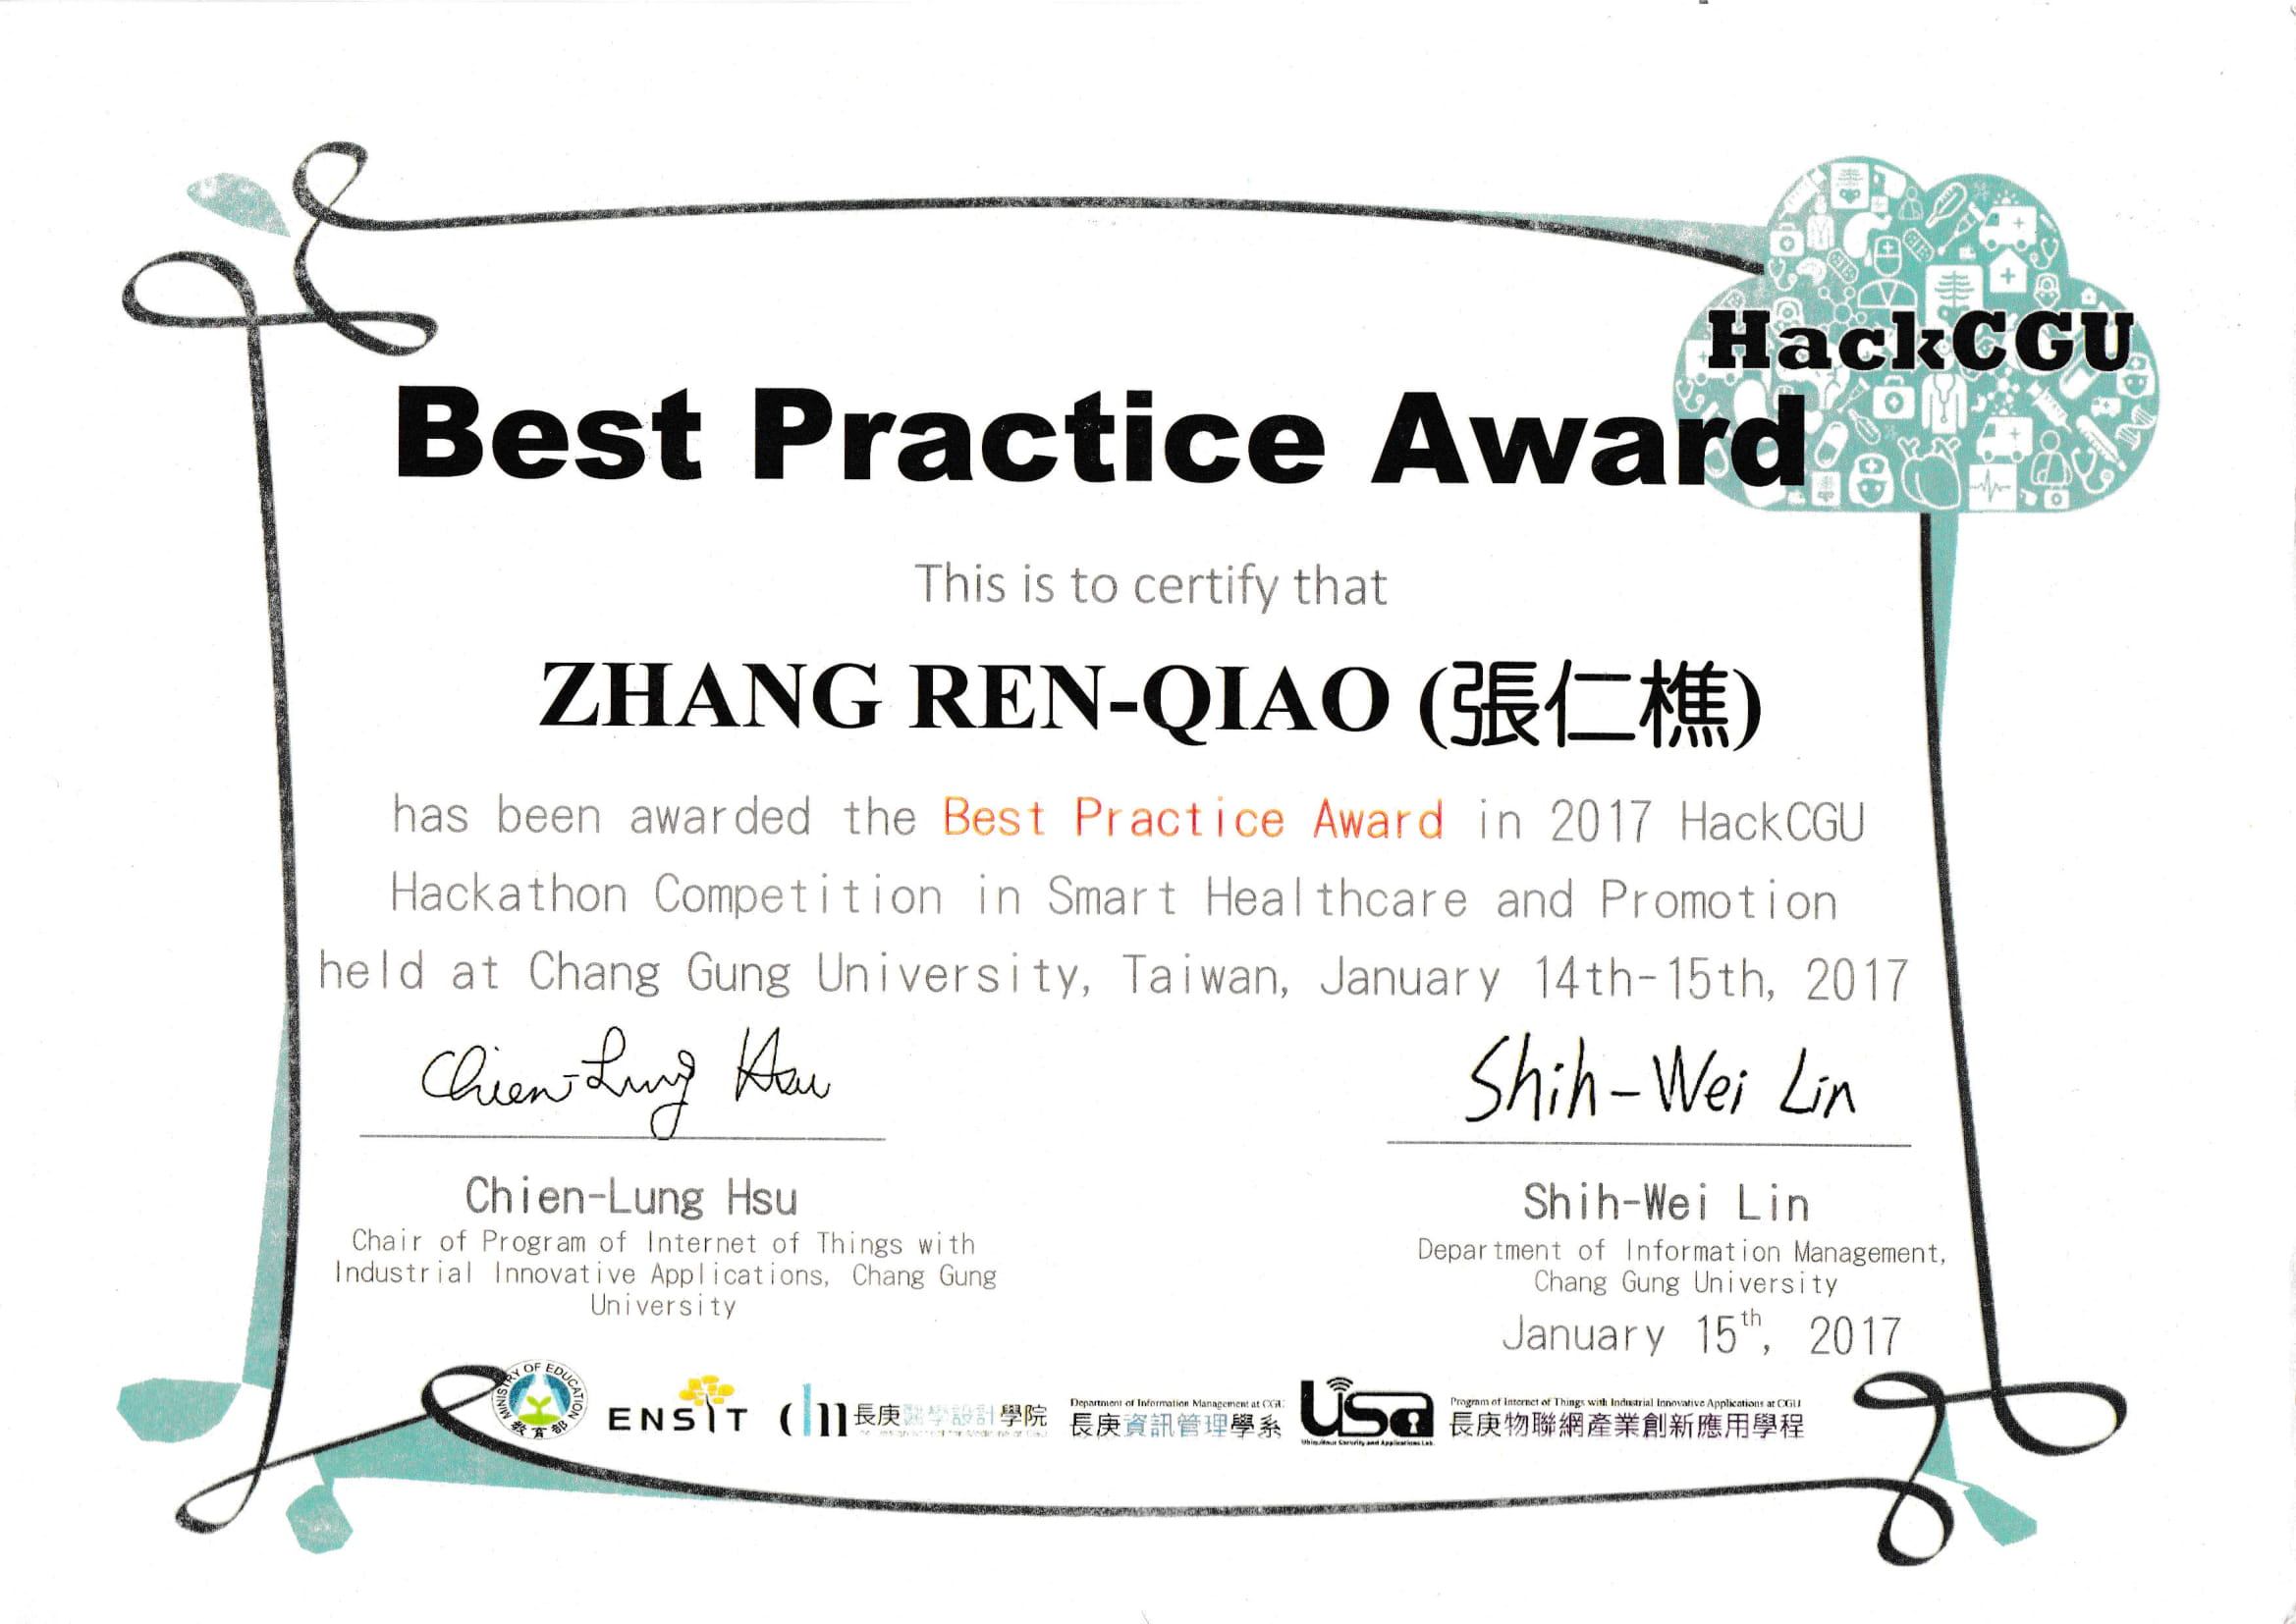 HackCGU
Best Practice Award
This is to certify that
ZHANG REN-QIAO (張仁樵)
has been awarded the Best Practice Award in 2017 HackCGU
Hackathon Competition in Smart Healthcare and Promotion
held at Chang Gung University, Taiwan, January 14th-15th, 2017
Chien-Lung Hsu
Shih-Wei Lin
Chien-Lung Hsu
Chair of Program of Internet of Things with
Industrial Innovative Applications, Chang Gung
University
Shih-Wei Lin
Department of Information Management,
Chang Gung University
January 15th, 2017
MINISTRY OF EDUCATION
教育部
ENSIT
長庚醫學設計學院
Department of Information Management at CGU
長庚資訊管理學系
Usa
Ubiquitous Security and Applications Lab.
Program of Internet of Things with Industrial Innovative Applications at CGU
長庚物聯網產業創新應用學程